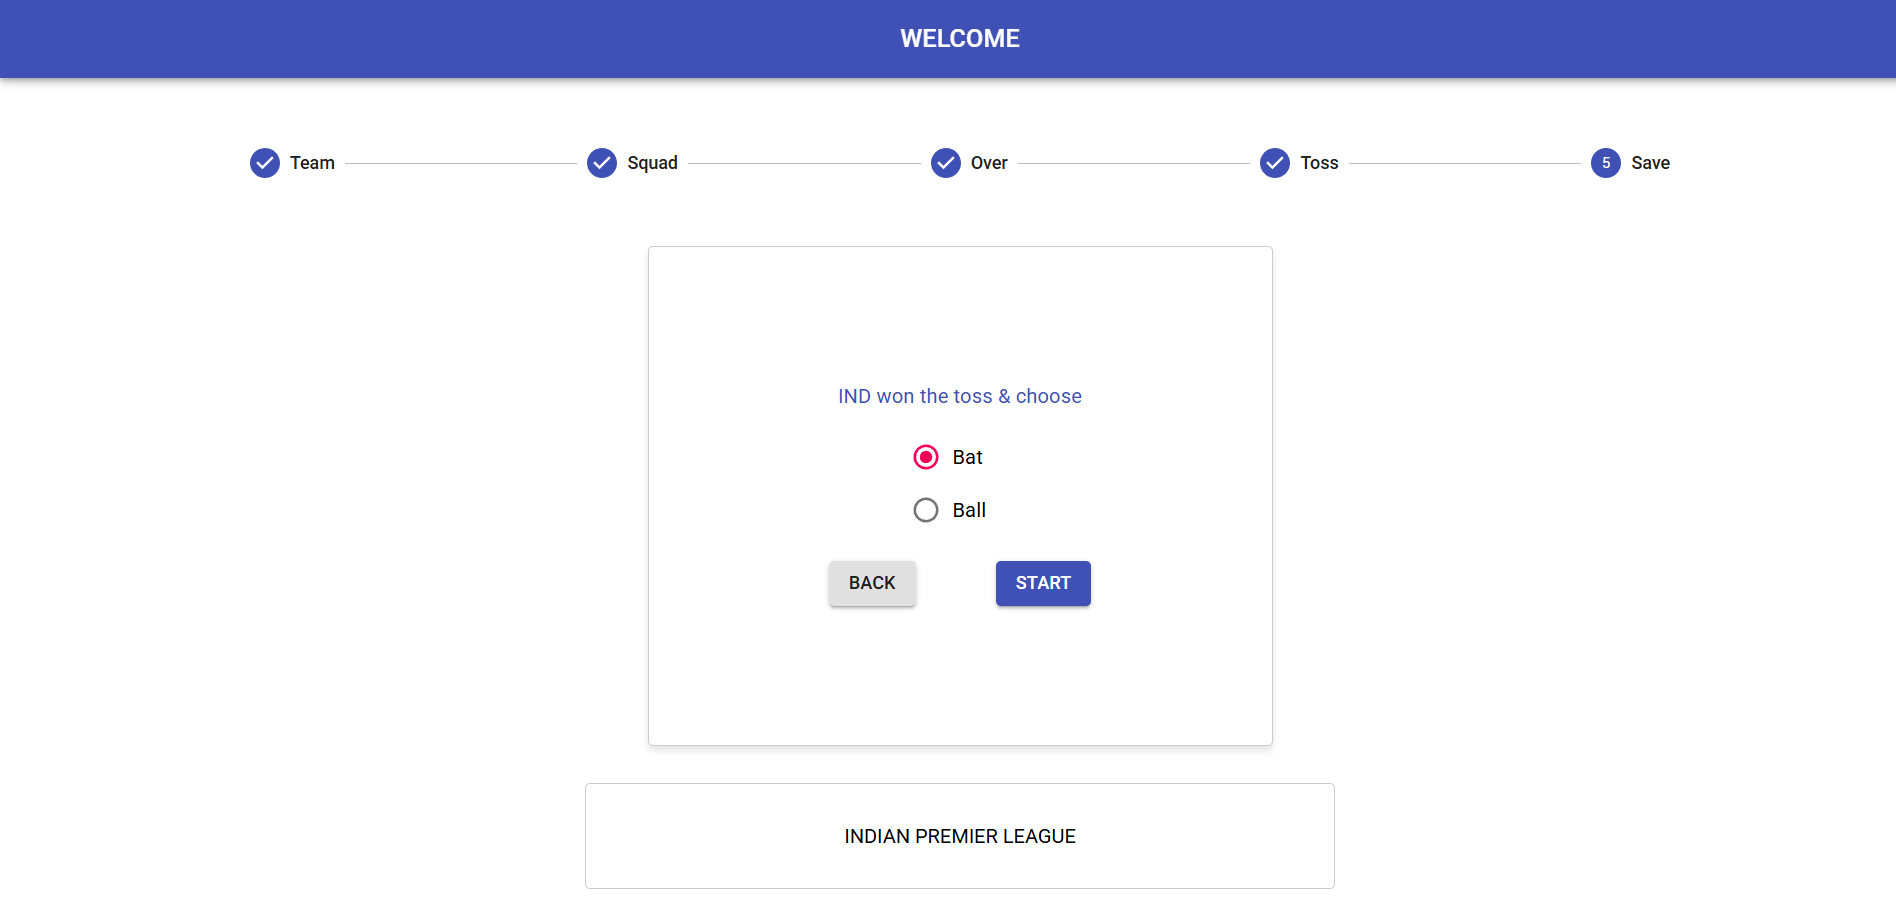 WELCOME
Team Squad Over Toss 5 Save
IND won the toss & choose
Bat
Ball
BACK START
INDIAN PREMIER LEAGUE